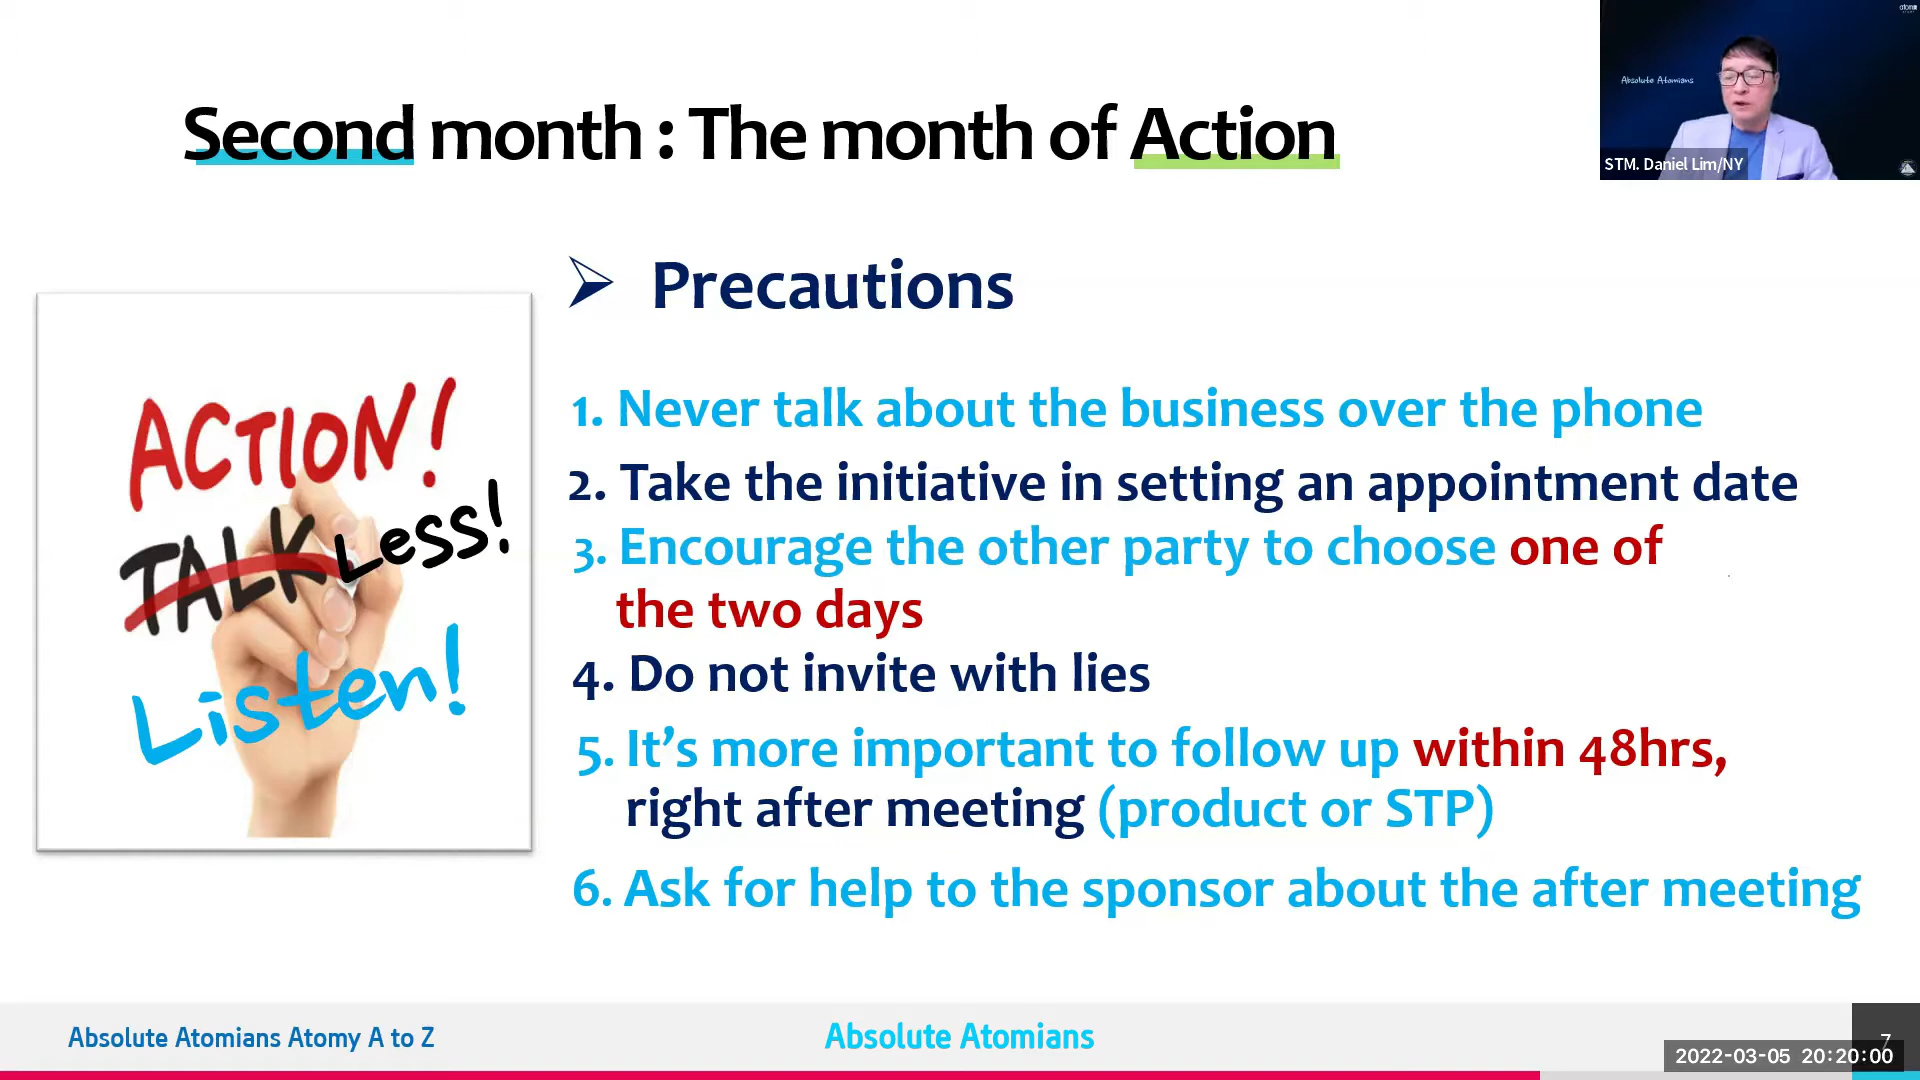 atom
Absolute Atomians
STM. Daniel Lim/NY
Second month : The month of Action
Precautions
ACTION!
TALK Less!
Listen!
1. Never talk about the business over the phone
2. Take the initiative in setting an appointment date
3. Encourage the other party to choose one of
the two days
4. Do not invite with lies
5. It's more important to follow up within 48hrs,
right after meeting (product or STP)
6. Ask for help to the sponsor about the after meeting
Absolute Atomians Atomy A to Z
Absolute Atomians
7
2022-03-05 20:20:00